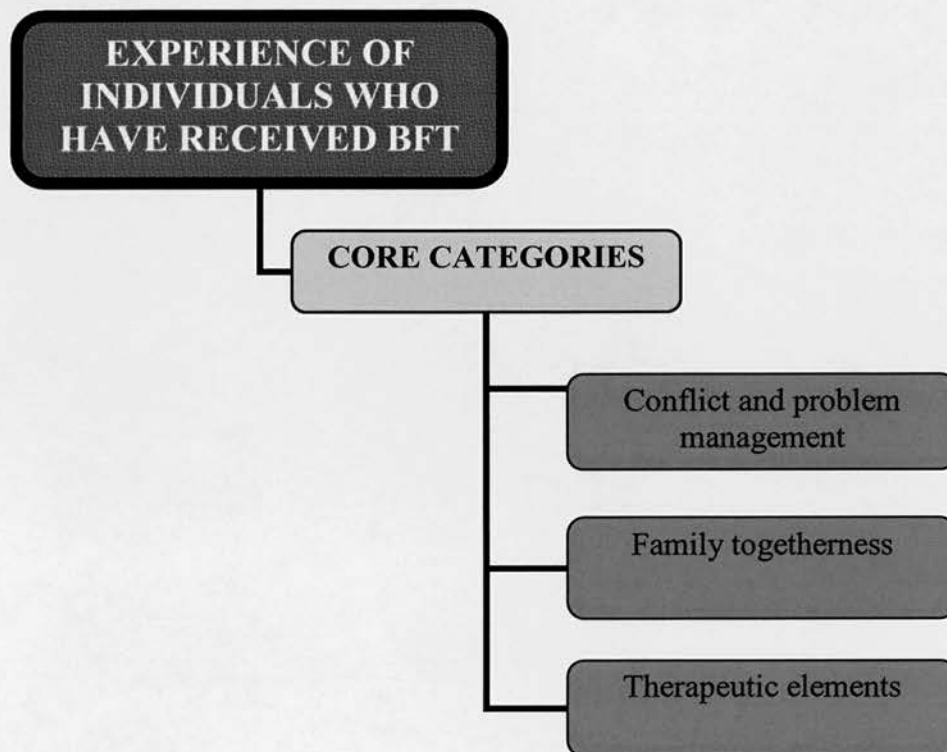 EXPERIENCE OF
INDIVIDUALS WHO
HAVE RECEIVED BFT
CORE CATEGORIES
Conflict and problem
management
Family togetherness
Therapeutic elements